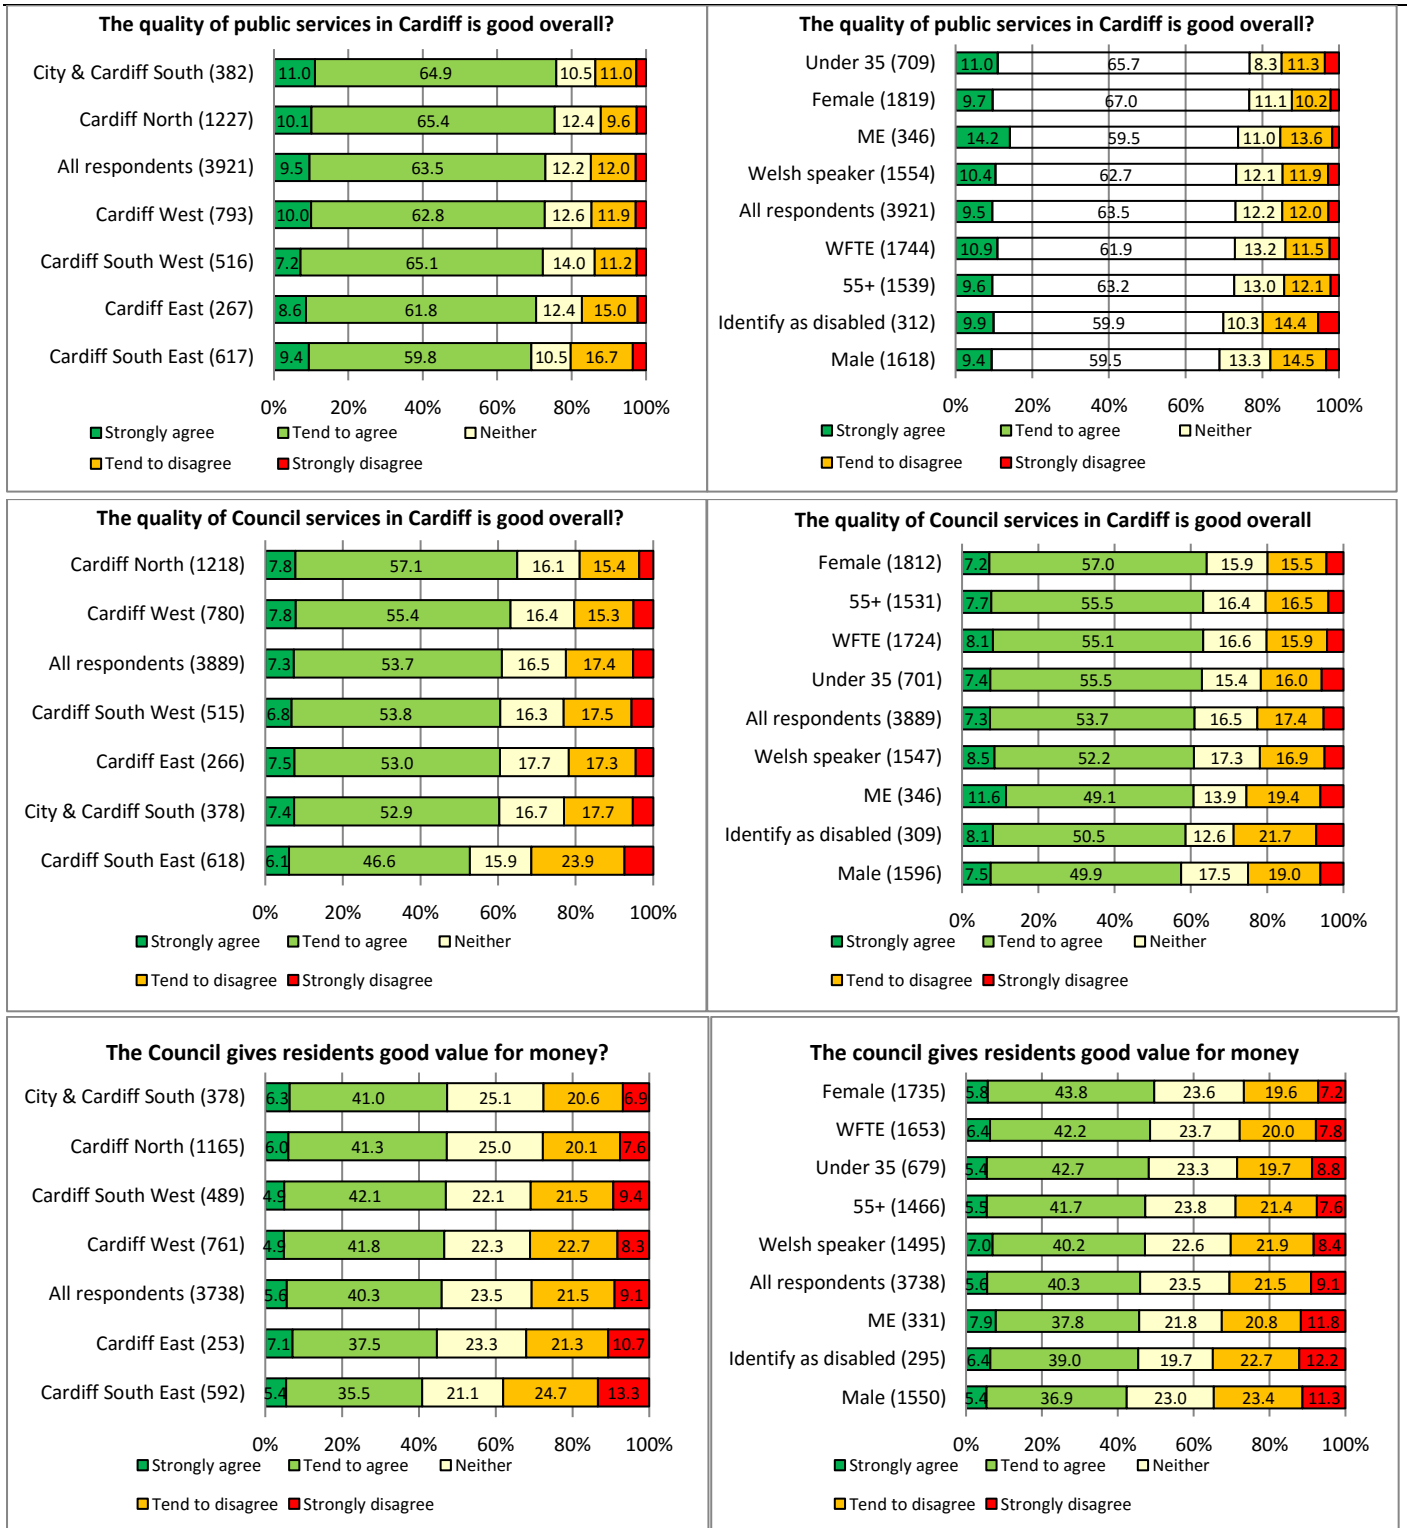 The quality of public services in Cardiff is good overall?
City & Cardiff South (382) 11.0 64.9 10.5 11.0
Cardiff North (1227) 10.1 65.4 12.4 9.6
All respondents (3921) 9.5 63.5 12.2 12.0
Cardiff West (793) 10.0 62.8 12.6 11.9
Cardiff South West (516) 7.2 65.1 14.0 11.2
Cardiff East (267) 8.6 61.8 12.4 15.0
Cardiff South East (617) 9.4 59.8 10.5 16.7
0% 20% 40% 60% 80% 100%
Strongly agree Tend to agree Neither
Tend to disagree Strongly disagree
The quality of public services in Cardiff is good overall?
Under 35 (709) 11.0 65.7 8.3 11.3
Female (1819) 9.7 67.0 11.1 10.2
ME (346) 14.2 59.5 11.0 13.6
Welsh speaker (1554) 10.4 62.7 12.1 11.9
All respondents (3921) 9.5 63.5 12.2 12.0
WFTE (1744) 10.9 61.9 13.2 11.5
55+ (1539) 9.6 63.2 13.0 12.1
Identify as disabled (312) 9.9 59.9 10.3 14.4
Male (1618) 9.4 59.5 13.3 14.5
0% 20% 40% 60% 80% 100%
Strongly agree Tend to agree Neither
Tend to disagree Strongly disagree
The quality of Council services in Cardiff is good overall?
Cardiff North (1218) 7.8 57.1 16.1 15.4
Cardiff West (780) 7.8 55.4 16.4 15.3
All respondents (3889) 7.3 53.7 16.5 17.4
Cardiff South West (515) 6.8 53.8 16.3 17.5
Cardiff East (266) 7.5 53.0 17.7 17.3
City & Cardiff South (378) 7.4 52.9 16.7 17.7
Cardiff South East (618) 6.1 46.6 15.9 23.9
0% 20% 40% 60% 80% 100%
Strongly agree Tend to agree Neither
Tend to disagree Strongly disagree
The quality of Council services in Cardiff is good overall
Female (1812) 7.2 57.0 15.9 15.5
55+ (1531) 7.7 55.5 16.4 16.5
WFTE (1724) 8.1 55.1 16.6 15.9
Under 35 (701) 7.4 55.5 15.4 16.0
All respondents (3889) 7.3 53.7 16.5 17.4
Welsh speaker (1547) 8.5 52.2 17.3 16.9
ME (346) 11.6 49.1 13.9 19.4
Identify as disabled (309) 8.1 50.5 12.6 21.7
Male (1596) 7.5 49.9 17.5 19.0
0% 20% 40% 60% 80% 100%
Strongly agree Tend to agree Neither
Tend to disagree Strongly disagree
The Council gives residents good value for money?
City & Cardiff South (378) 6.3 41.0 25.1 20.6 6.9
Cardiff North (1165) 6.0 41.3 25.0 20.1 7.6
Cardiff South West (489) 4.9 42.1 22.1 21.5 9.4
Cardiff West (761) 4.9 41.8 22.3 22.7 8.3
All respondents (3738) 5.6 40.3 23.5 21.5 9.1
Cardiff East (253) 7.1 37.5 23.3 21.3 10.7
Cardiff South East (592) 5.4 35.5 21.1 24.7 13.3
0% 20% 40% 60% 80% 100%
Strongly agree Tend to agree Neither
Tend to disagree Strongly disagree
The council gives residents good value for money
Female (1735) 5.8 43.8 23.6 19.6 7.2
WFTE (1653) 6.4 42.2 23.7 20.0 7.8
Under 35 (679) 5.4 42.7 23.3 19.7 8.8
55+ (1466) 5.5 41.7 23.8 21.4 7.6
Welsh speaker (1495) 7.0 40.2 22.6 21.9 8.4
All respondents (3738) 5.6 40.3 23.5 21.5 9.1
ME (331) 7.9 37.8 21.8 20.8 11.8
Identify as disabled (295) 6.4 39.0 19.7 22.7 12.2
Male (1550) 5.4 36.9 23.0 23.4 11.3
0% 20% 40% 60% 80% 100%
Strongly agree Tend to agree Neither
Tend to disagree Strongly disagree